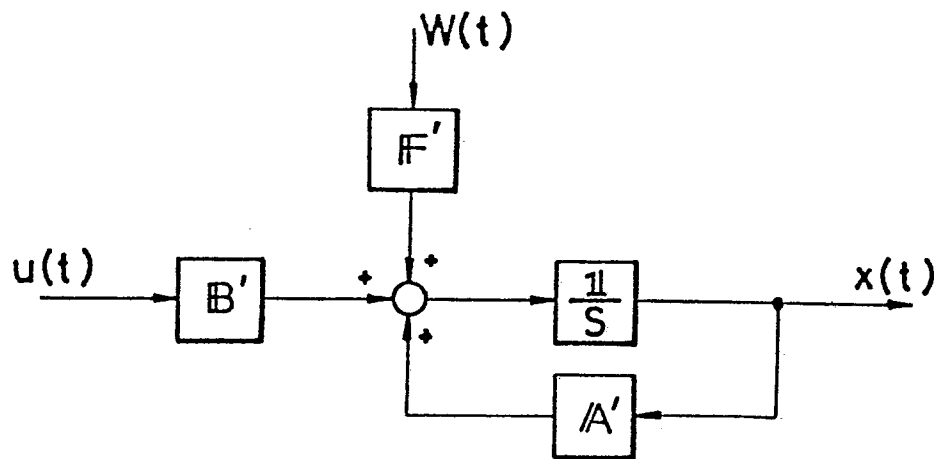 W(t)
𝔽′
u(t)
𝔹′
+
+
+
𝟙/S
x(t)
𝔸′